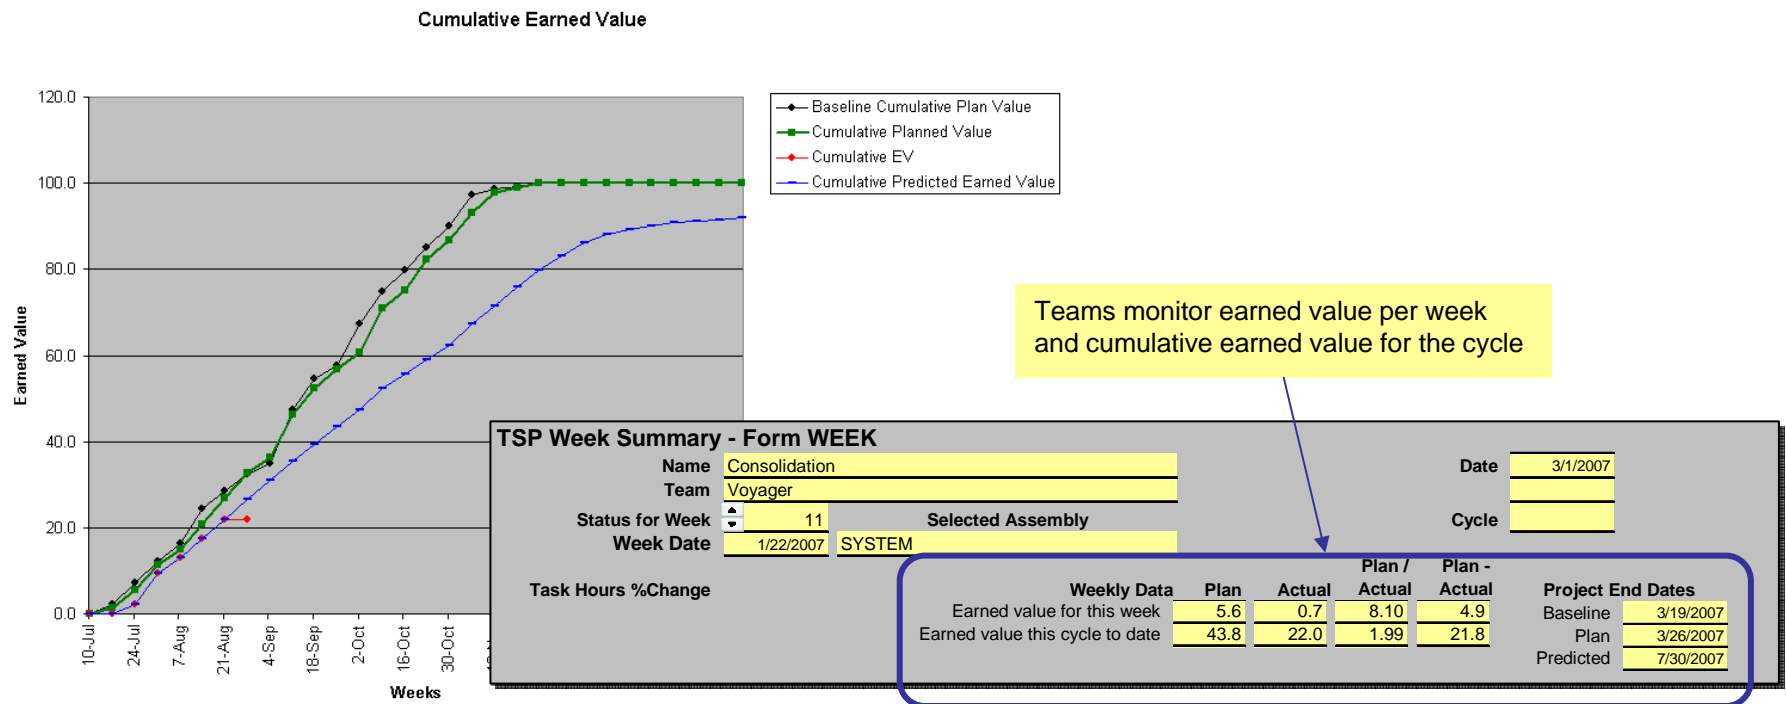 Cumulative Earned Value
120.0
100.0
80.0
60.0
40.0
20.0
0.0
Earned Value
10-Jul
24-Jul
7-Aug
21-Aug
4-Sep
18-Sep
2-Oct
16-Oct
30-Oct
Weeks
Baseline Cumulative Plan Value
Cumulative Planned Value
Cumulative EV
Cumulative Predicted Earned Value
Teams monitor earned value per week
and cumulative earned value for the cycle
TSP Week Summary - Form WEEK
Name Consolidation Date 3/1/2007
Team Voyager
Status for Week 11 Selected Assembly Cycle
Week Date 1/22/2007 SYSTEM
Plan / Plan -
Task Hours %Change Weekly Data Plan Actual Actual Actual Project End Dates
Earned value for this week 5.6 0.7 8.10 4.9 Baseline 3/19/2007
Earned value this cycle to date 43.8 22.0 1.99 21.8 Plan 3/26/2007
Predicted 7/30/2007